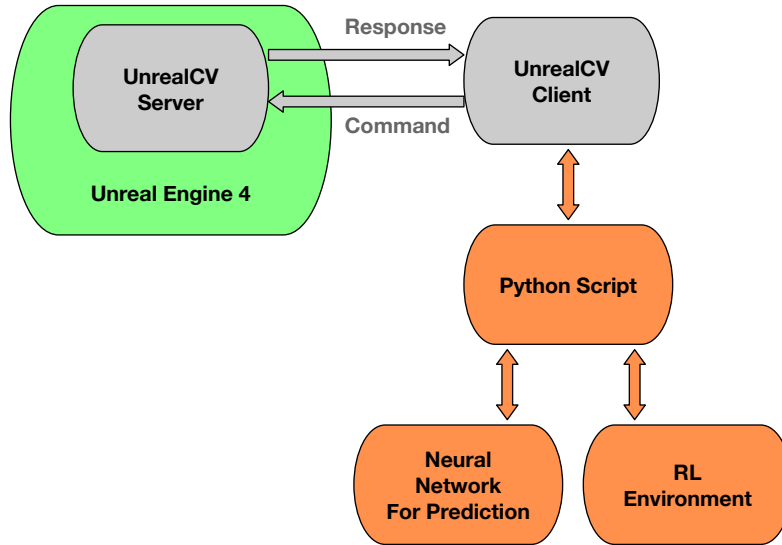 Response
UnrealCV
Server
UnrealCV
Client
Command
Unreal Engine 4
Python Script
Neural
Network
For Prediction
RL
Environment